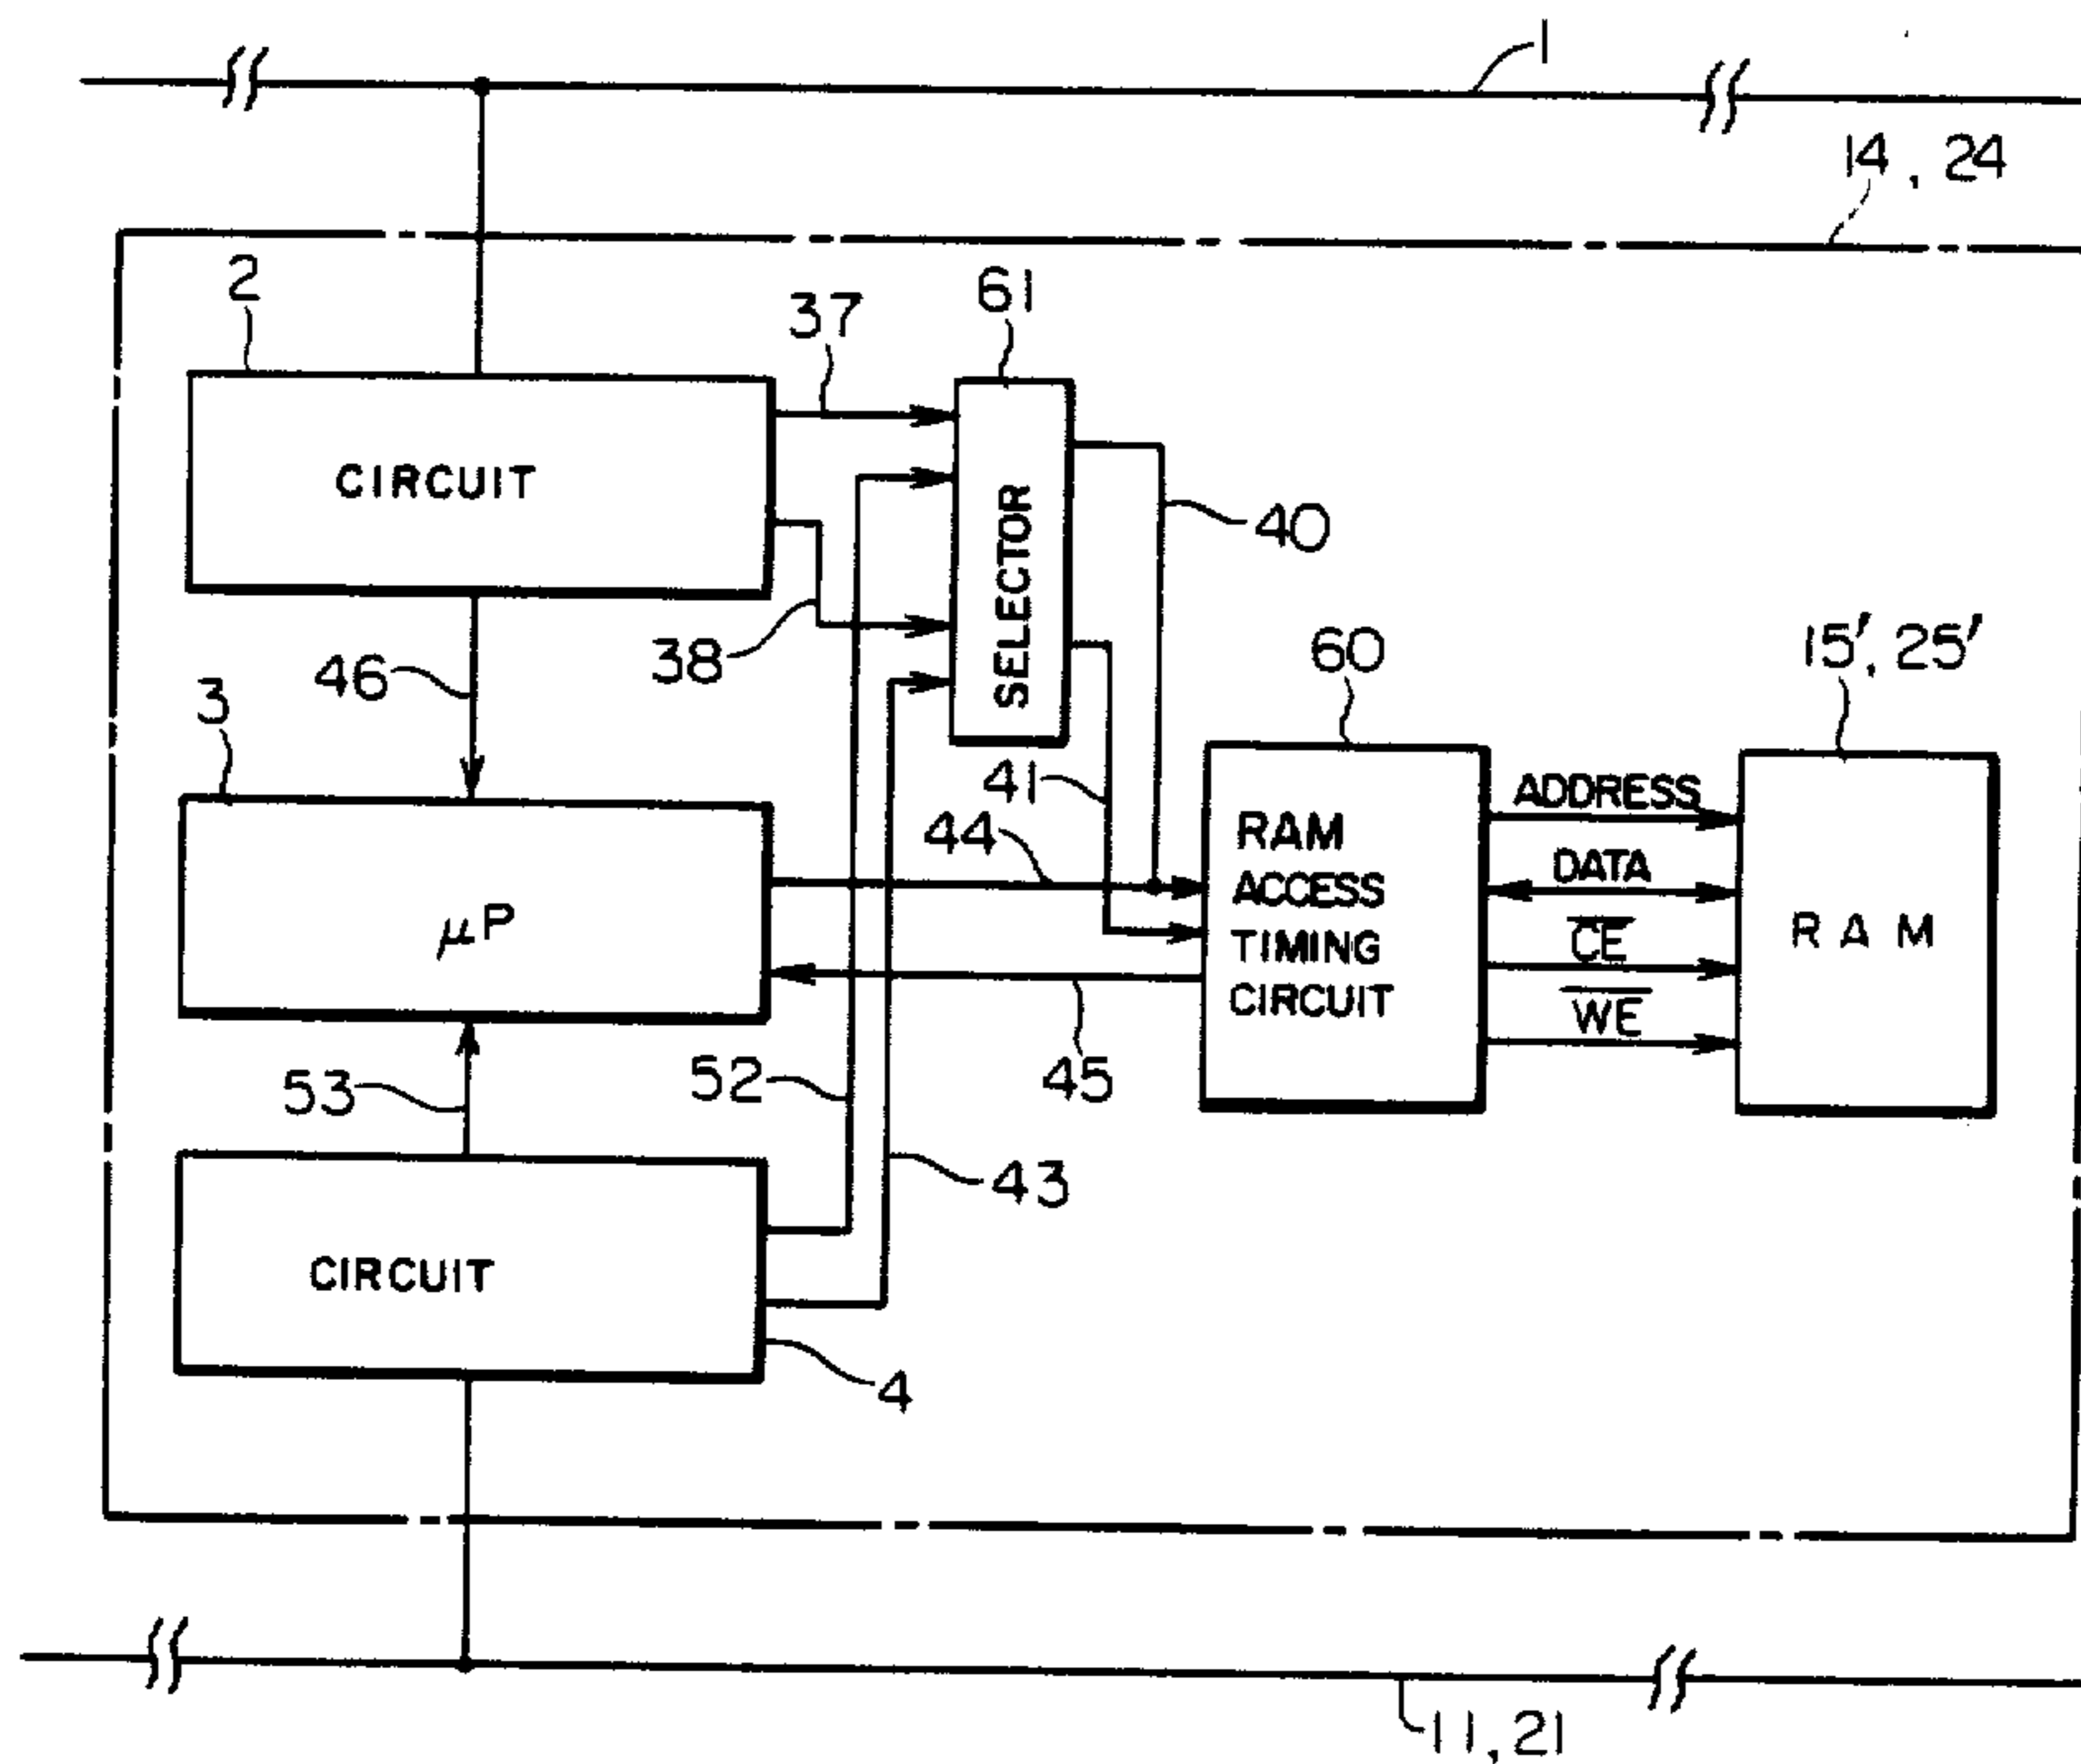 1
14, 24
2
37
61
CIRCUIT
SELECTOR
40
38
46
3
60
15', 25'
41
44
ADDRESS
RAM
ACCESS
TIMING
CIRCUIT
DATA
CE
WE
RAM
μP
53
52
45
43
CIRCUIT
4
11, 21